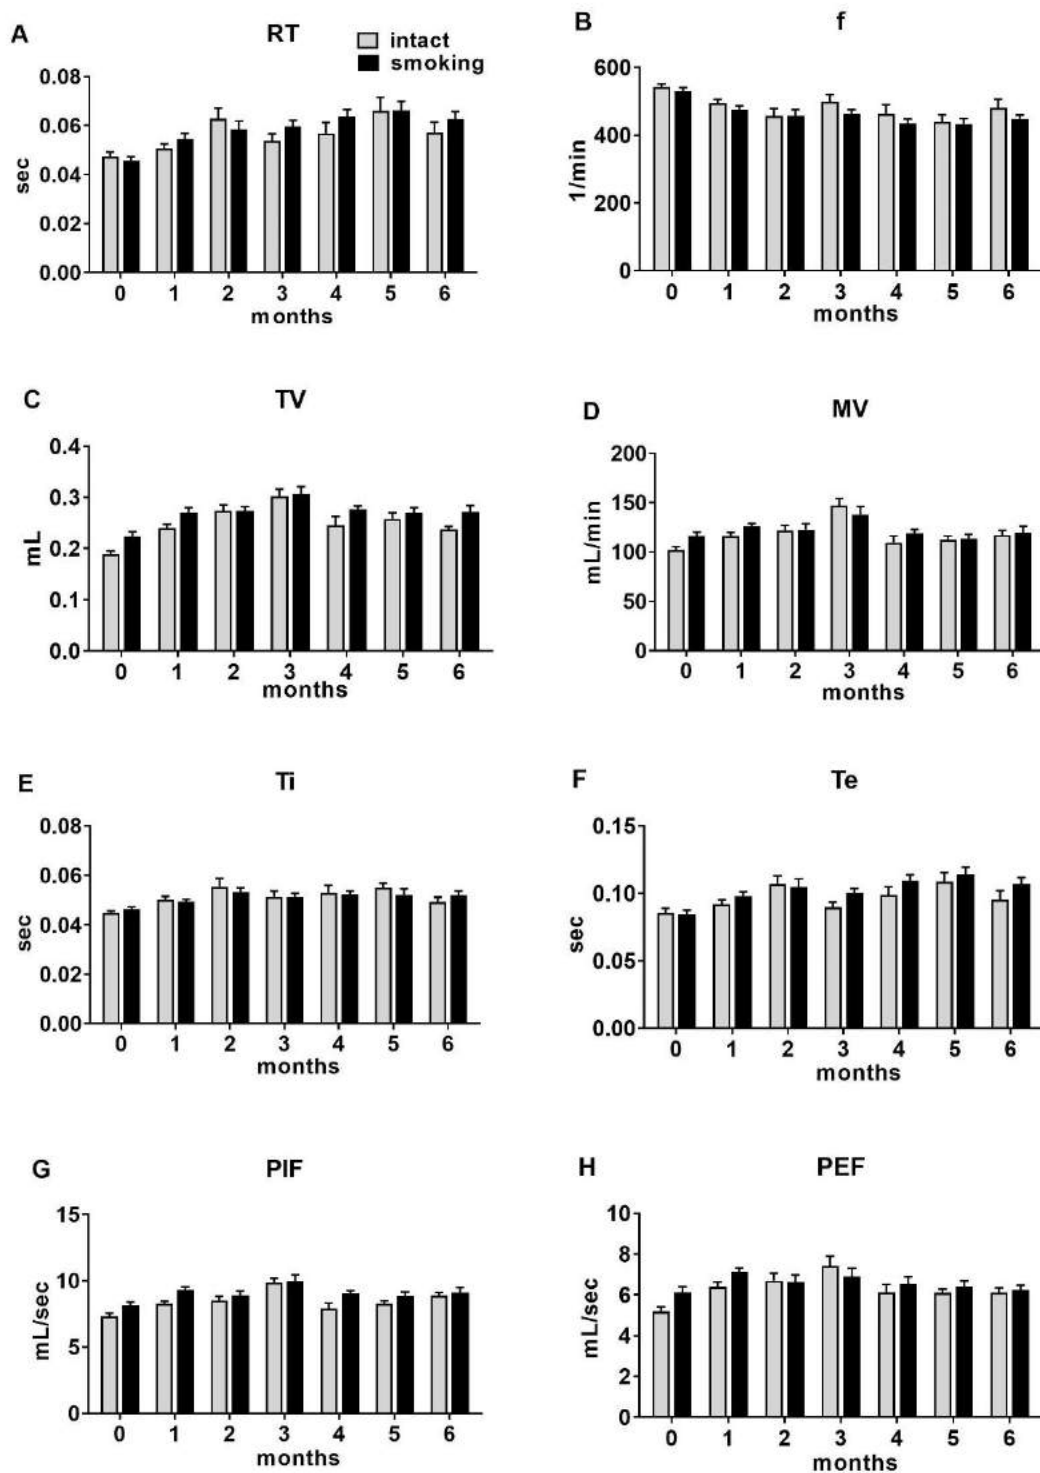 A
RT
intact
smoking
0.08
0.06
0.04
0.02
0.00
sec
0 1 2 3 4 5 6
months
B
f
600
400
200
0
1/min
0 1 2 3 4 5 6
months
C
TV
0.4
0.3
0.2
0.1
0.0
mL
0 1 2 3 4 5 6
months
D
MV
200
150
100
50
0
mL/min
0 1 2 3 4 5 6
months
E
Ti
0.08
0.06
0.04
0.02
0.00
sec
0 1 2 3 4 5 6
months
F
Te
0.15
0.10
0.05
0.00
sec
0 1 2 3 4 5 6
months
G
PIF
15
10
5
0
mL/sec
0 1 2 3 4 5 6
months
H
PEF
10
8
6
4
2
0
mL/sec
0 1 2 3 4 5 6
months